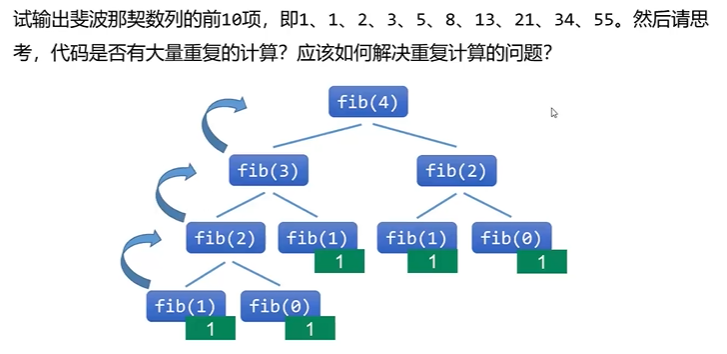 试输出斐波那契数列的前10项，即1、1、2、3、5、8、13、21、34、55。然后请思
考，代码是否有大量重复的计算？应该如何解决重复计算的问题？
fib(4)
fib(3)
fib(2)
fib(2)
fib(1)
fib(1)
fib(0)
1
1
1
fib(1)
fib(0)
1
1